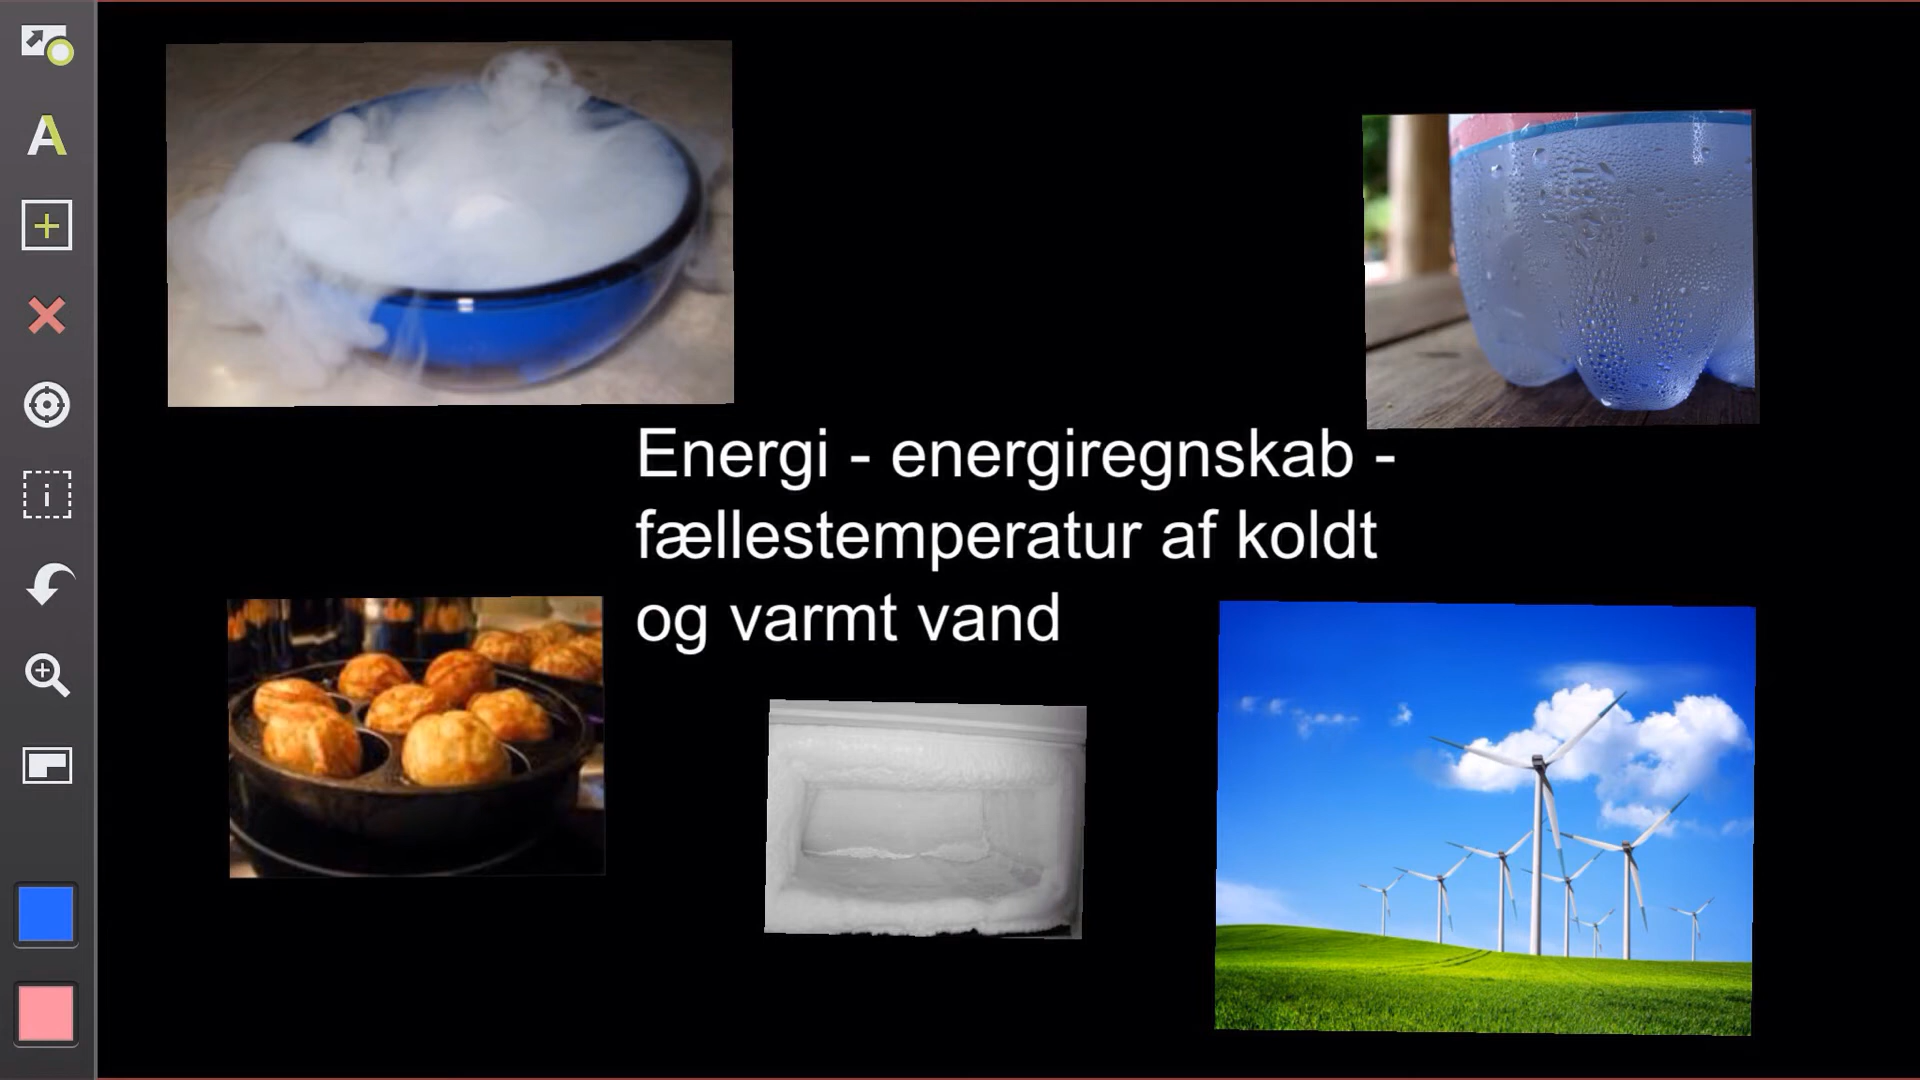 Energi - energiregnskab -
fællestemperatur af koldt
og varmt vand